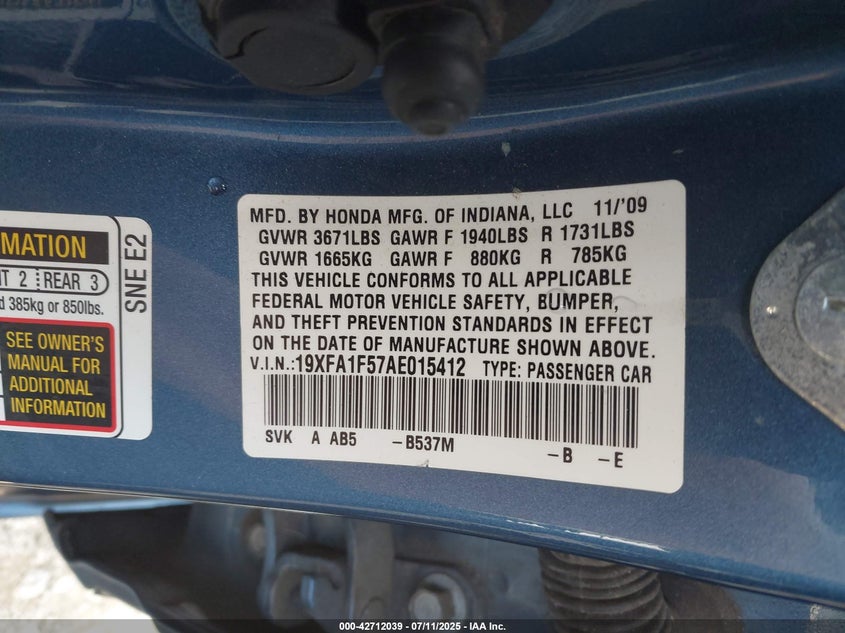 MATION
NT 2 REAR 3
d 385kg or 850lbs.
SEE OWNER'S
MANUAL FOR
ADDITIONAL
INFORMATION
SNE E2
MFD. BY HONDA MFG. OF INDIANA, LLC 11/'09
GVWR 3671LBS GAWR F 1940LBS R 1731LBS
GVWR 1665KG GAWR F 880KG R 785KG
THIS VEHICLE CONFORMS TO ALL APPLICABLE
FEDERAL MOTOR VEHICLE SAFETY, BUMPER,
AND THEFT PREVENTION STANDARDS IN EFFECT
ON THE DATE OF MANUFACTURE SHOWN ABOVE.
V.I.N.:19XFA1F57AE015412 TYPE: PASSENGER CAR
SVK A AB5 -B537M -B -E
000-42712039 - 07/11/2025 - IAA Inc.